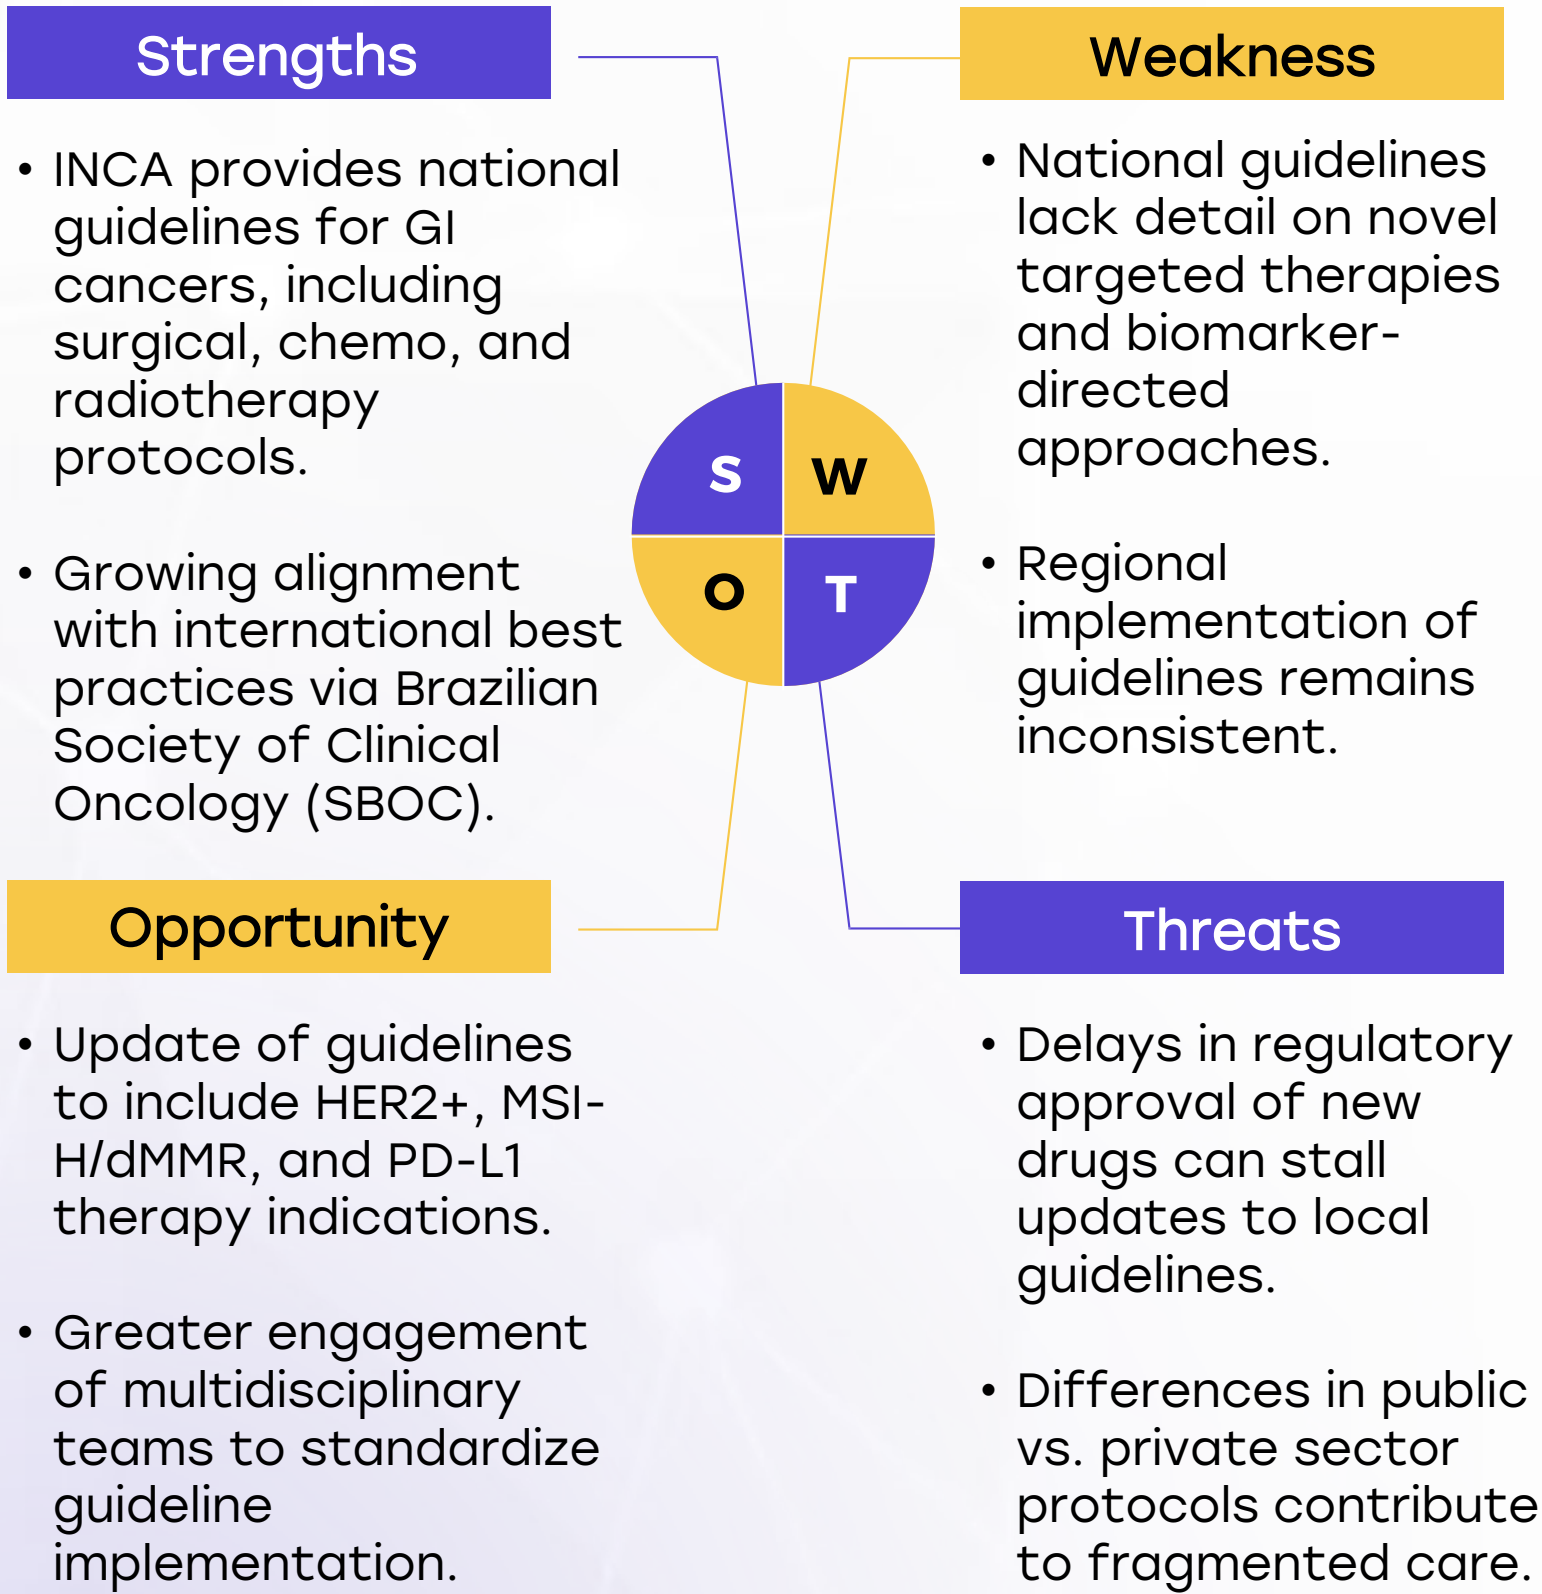 Strengths
• INCA provides national
guidelines for GI
cancers, including
surgical, chemo, and
radiotherapy
protocols.
• Growing alignment
with international best
practices via Brazilian
Society of Clinical
Oncology (SBOC).
Weakness
• National guidelines
lack detail on novel
targeted therapies
and biomarker-
directed
approaches.
• Regional
implementation of
guidelines remains
inconsistent.
S
W
O
T
Opportunity
• Update of guidelines
to include HER2+, MSI-
H/dMMR, and PD-L1
therapy indications.
• Greater engagement
of multidisciplinary
teams to standardize
guideline
implementation.
Threats
• Delays in regulatory
approval of new
drugs can stall
updates to local
guidelines.
• Differences in public
vs. private sector
protocols contribute
to fragmented care.